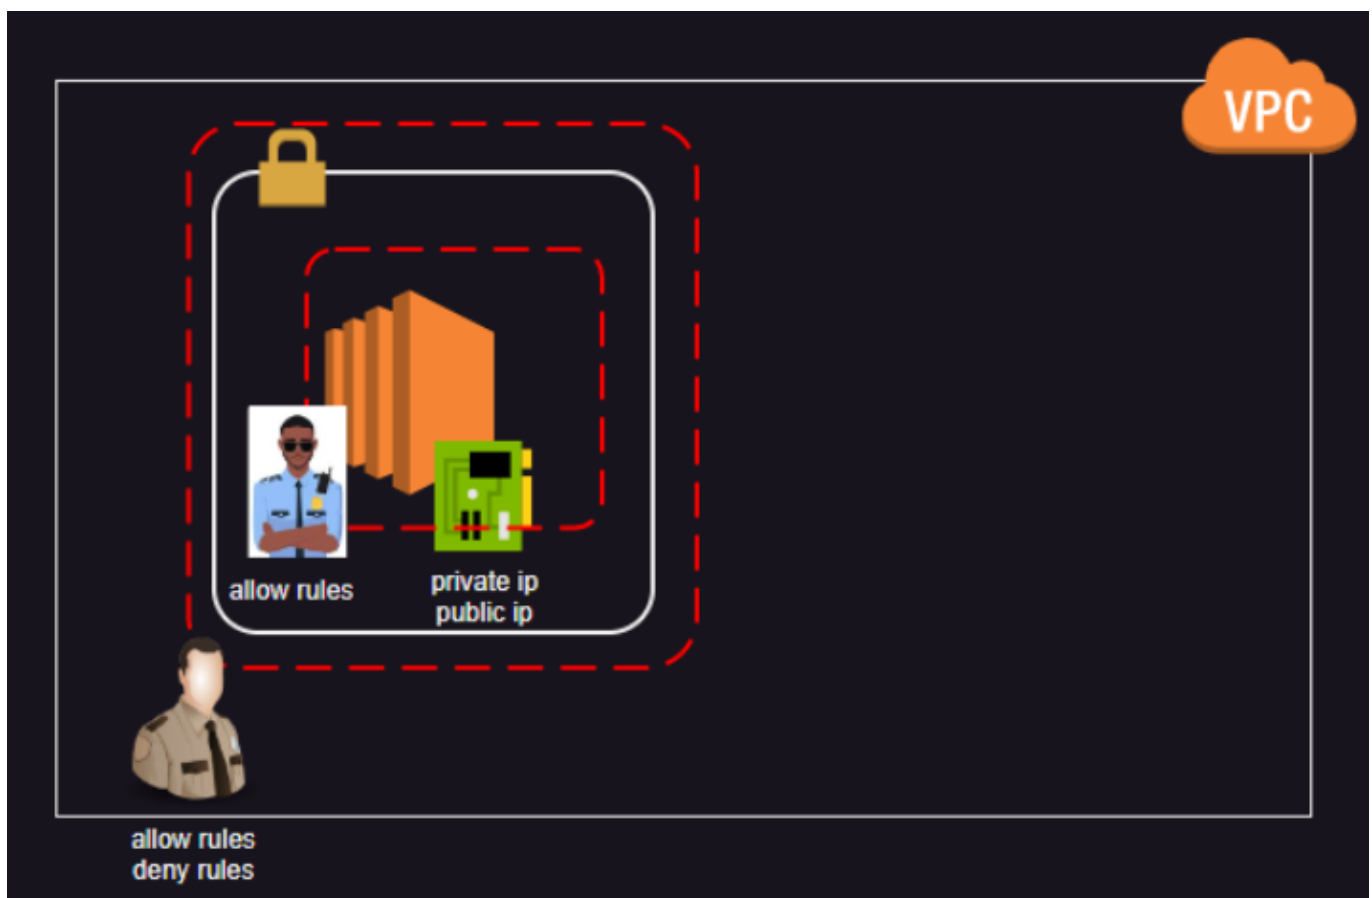 VPC
allow rules
private ip
public ip
allow rules
deny rules